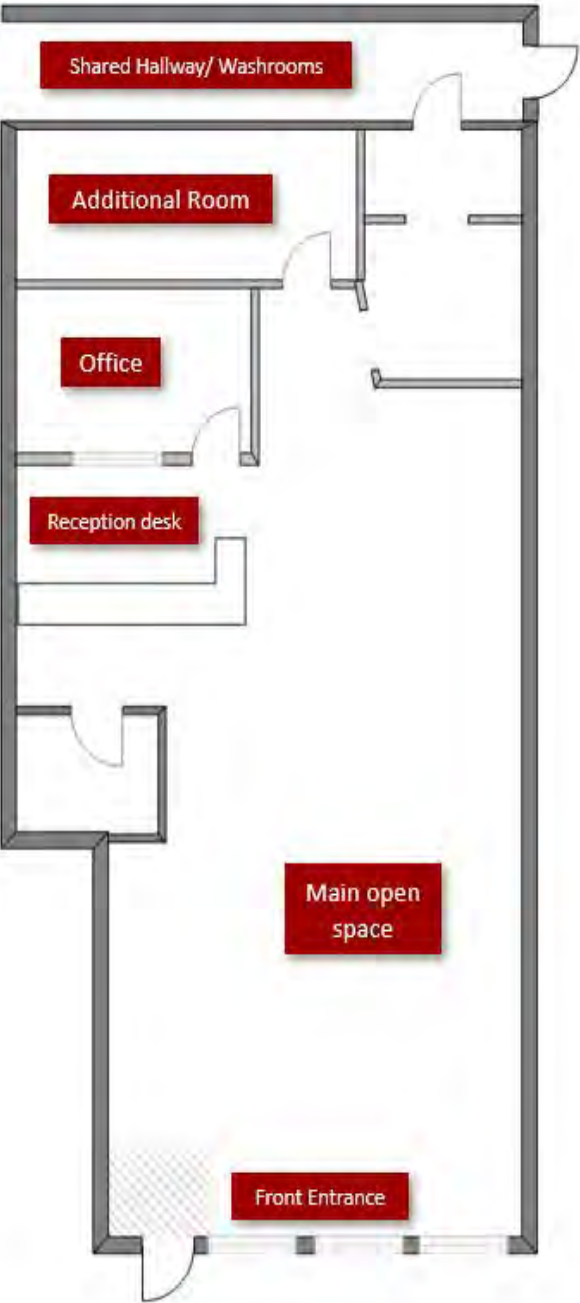 Shared Hallway/ Washrooms
Additional Room
Office
Reception desk
Main open
space
Front Entrance